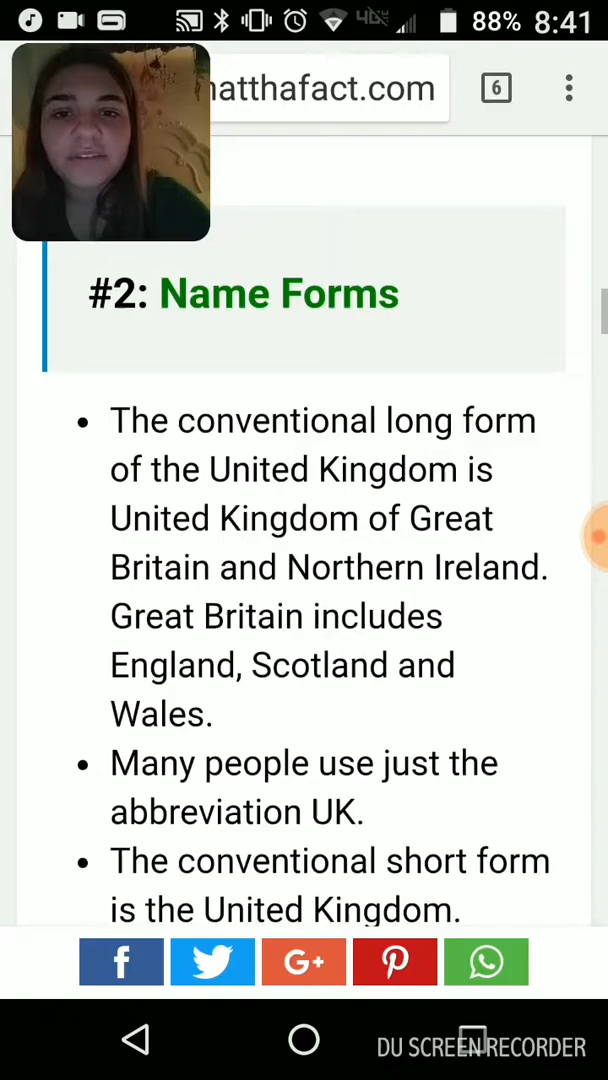 88% 8:41
hatthafact.com 6
#2: Name Forms
• The conventional long form
of the United Kingdom is
United Kingdom of Great
Britain and Northern Ireland.
Great Britain includes
England, Scotland and
Wales.
• Many people use just the
abbreviation UK.
• The conventional short form
is the United Kingdom.
f G+
DU SCREEN RECORDER